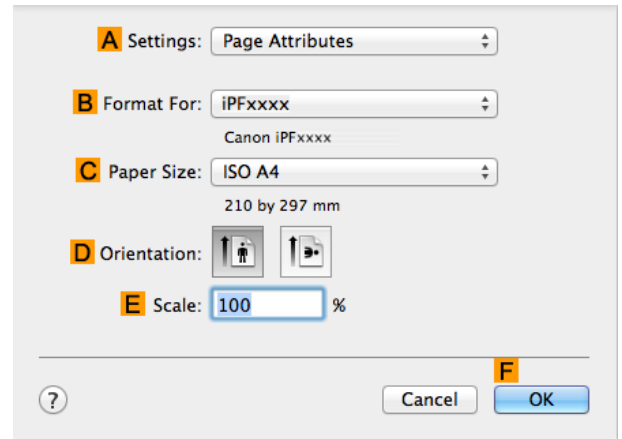 A Settings: Page Attributes
B Format For: iPFxxxx
Canon iPFxxxx
C Paper Size: ISO A4
210 by 297 mm
D Orientation:
E Scale: 100 %
F
? Cancel OK